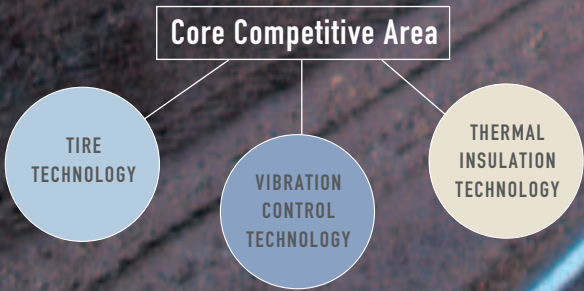 Core Competitive Area
TIRE
TECHNOLOGY
VIBRATION
CONTROL
TECHNOLOGY
THERMAL
INSULATION
TECHNOLOGY